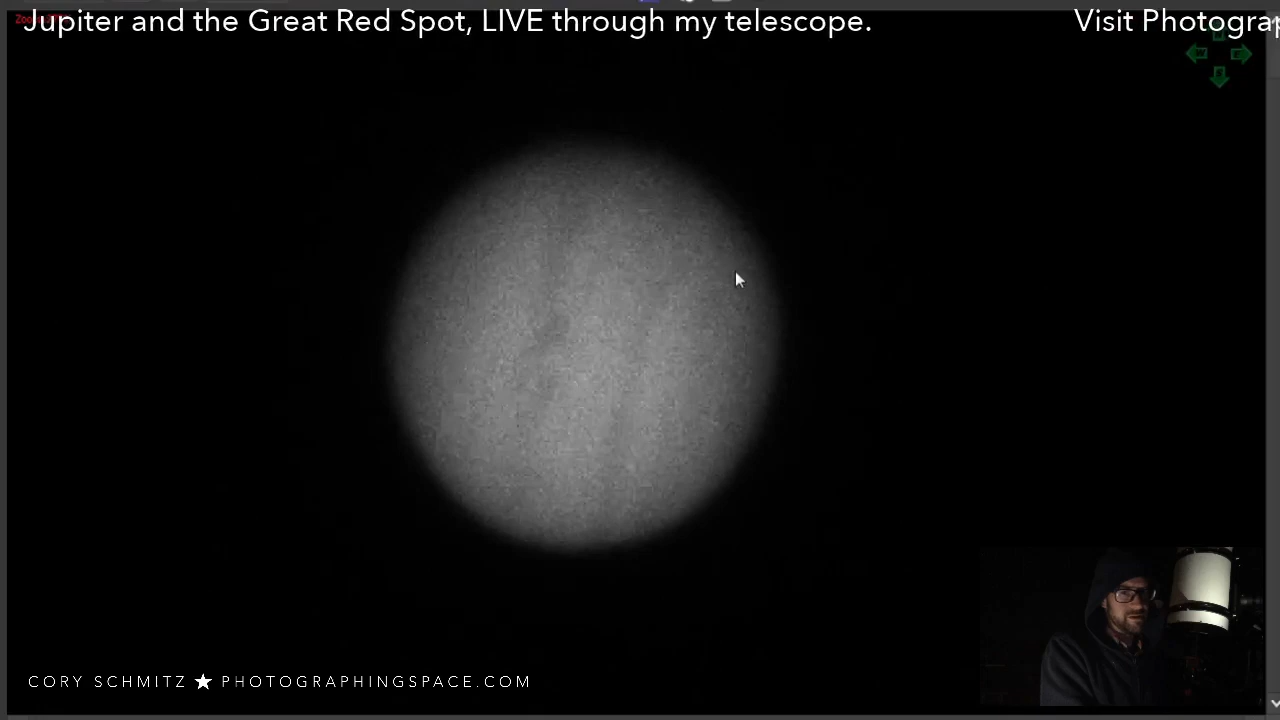 Jupiter and the Great Red Spot, LIVE through my telescope. Visit Photogra
CORY SCHMITZ ★ PHOTOGRAPHINGSPACE.COM